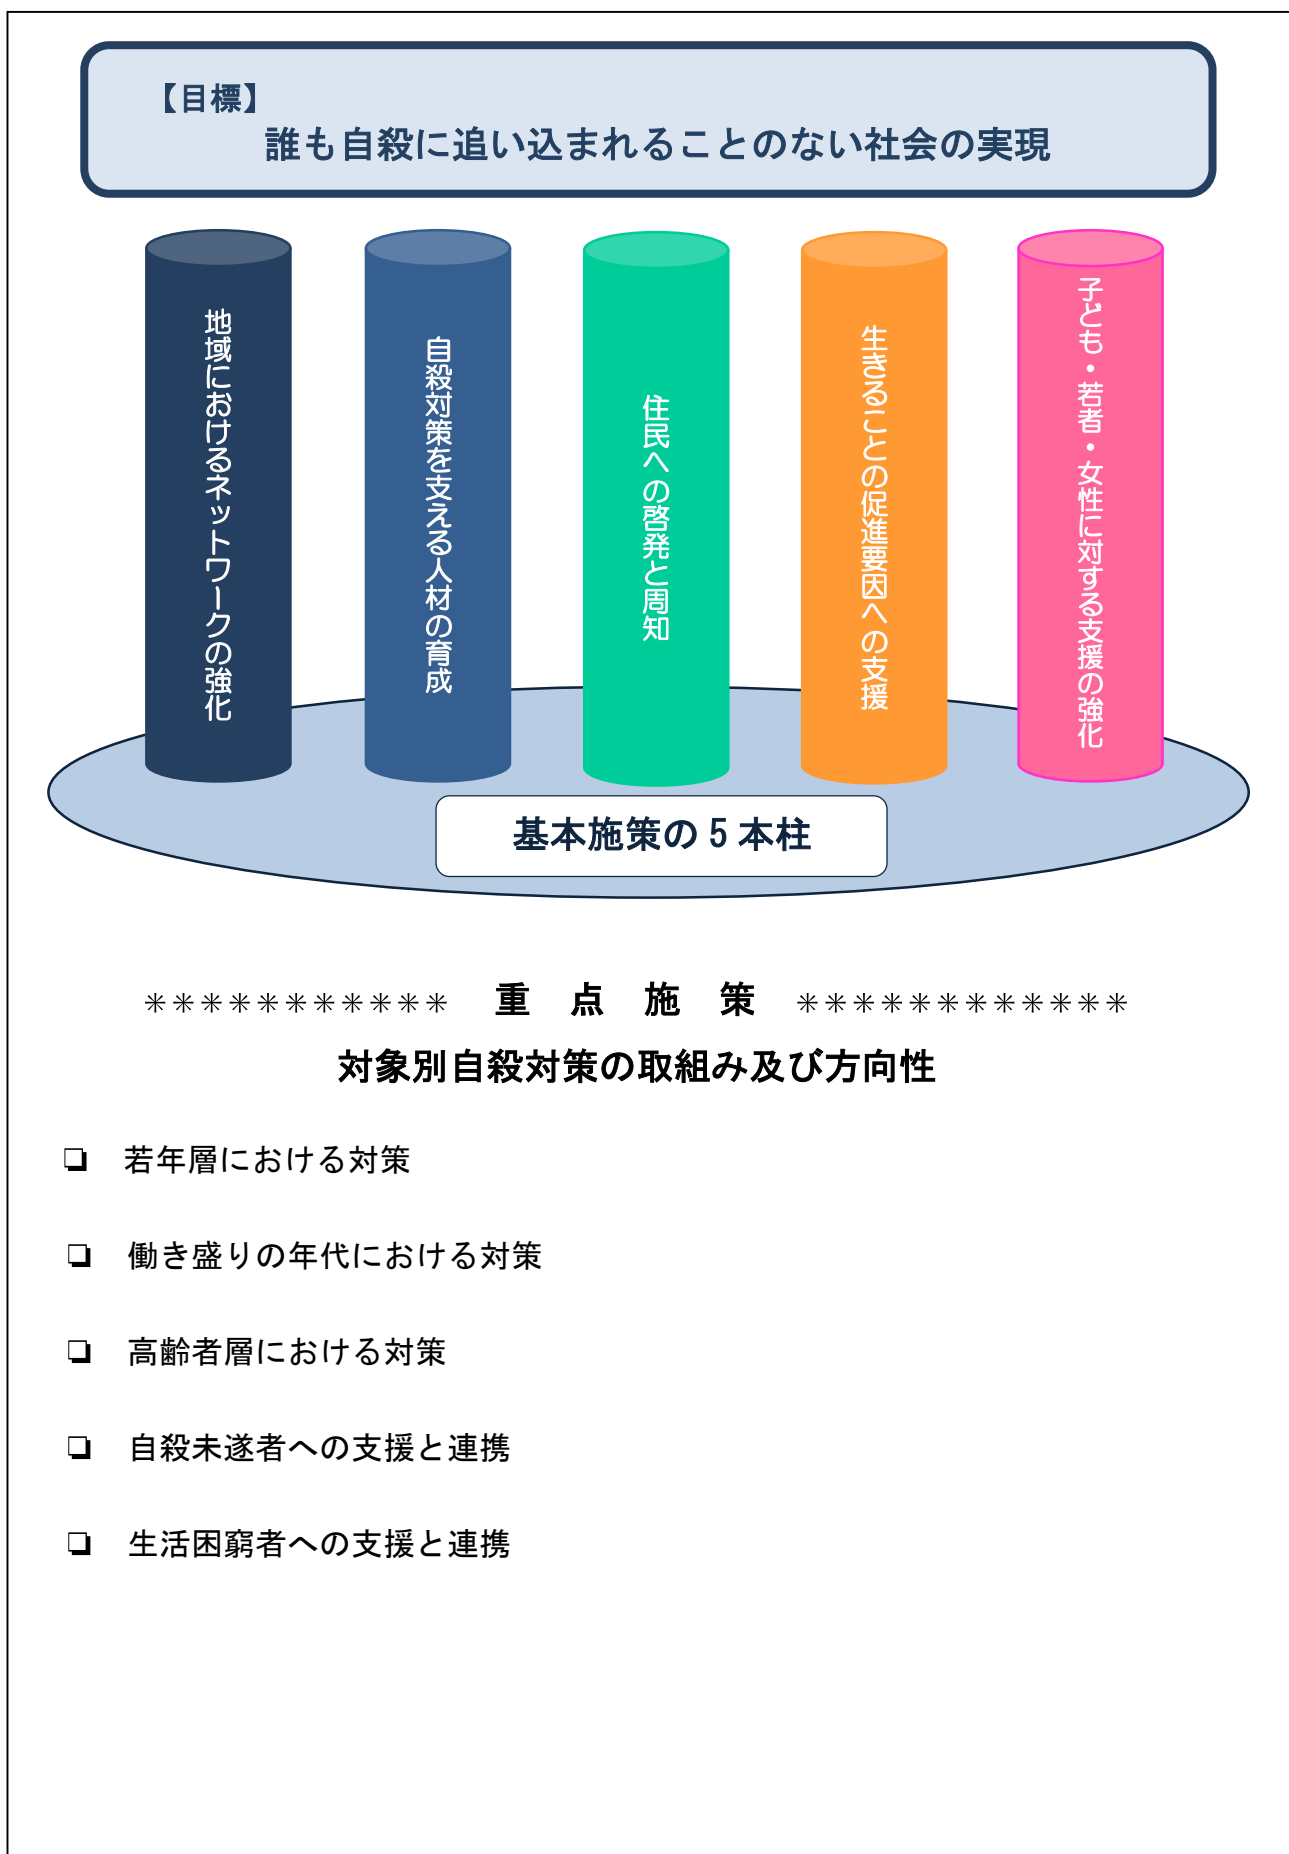 【目標】
誰も自殺に追い込まれることのない社会の実現
地域におけるネットワークの強化
自殺対策を支える人材の育成
住民への啓発と周知
生きることの促進要因への支援
子ども・若者・女性に対する支援の強化
基本施策の5本柱
＊＊＊＊＊＊＊＊＊＊＊ 重 点 施 策 ＊＊＊＊＊＊＊＊＊＊＊＊
対象別自殺対策の取組み及び方向性
❏ 若年層における対策
❏ 働き盛りの年代における対策
❏ 高齢者層における対策
❏ 自殺未遂者への支援と連携
❏ 生活困窮者への支援と連携